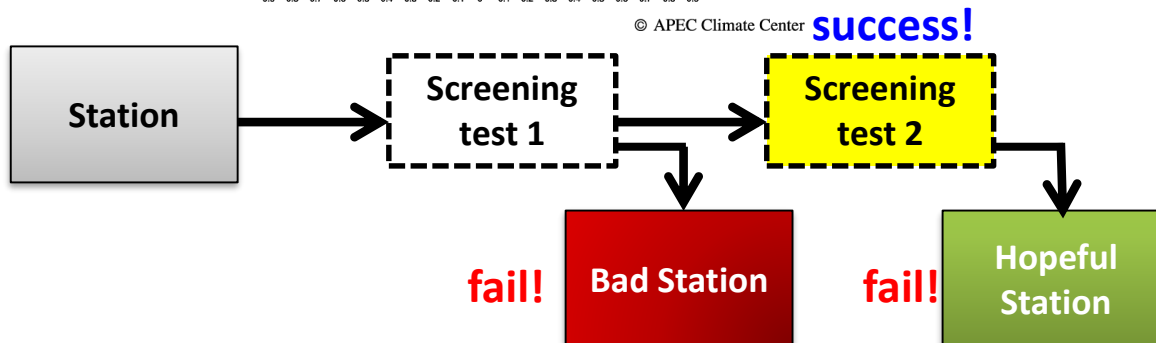 © APEC Climate Center
success!
Station
Screening
test 1
Screening
test 2
fail!
Bad Station
fail!
Hopeful
Station